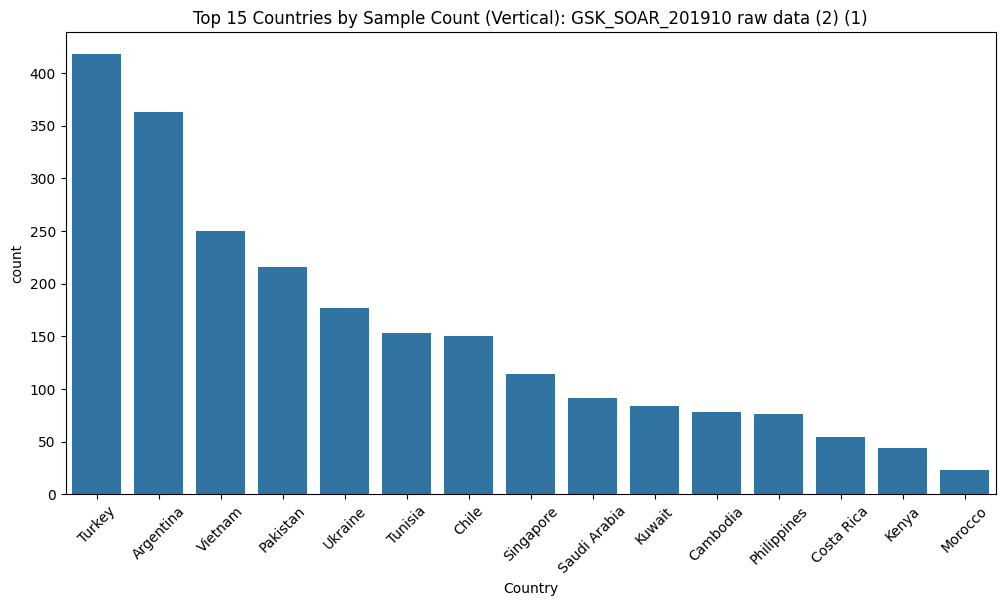 Top 15 Countries by Sample Count (Vertical): GSK_SOAR_201910 raw data (2) (1)
count
400
350
300
250
200
150
100
50
0
Turkey
Argentina
Vietnam
Pakistan
Ukraine
Tunisia
Chile
Singapore
Saudi Arabia
Kuwait
Cambodia
Philippines
Costa Rica
Kenya
Morocco
Country